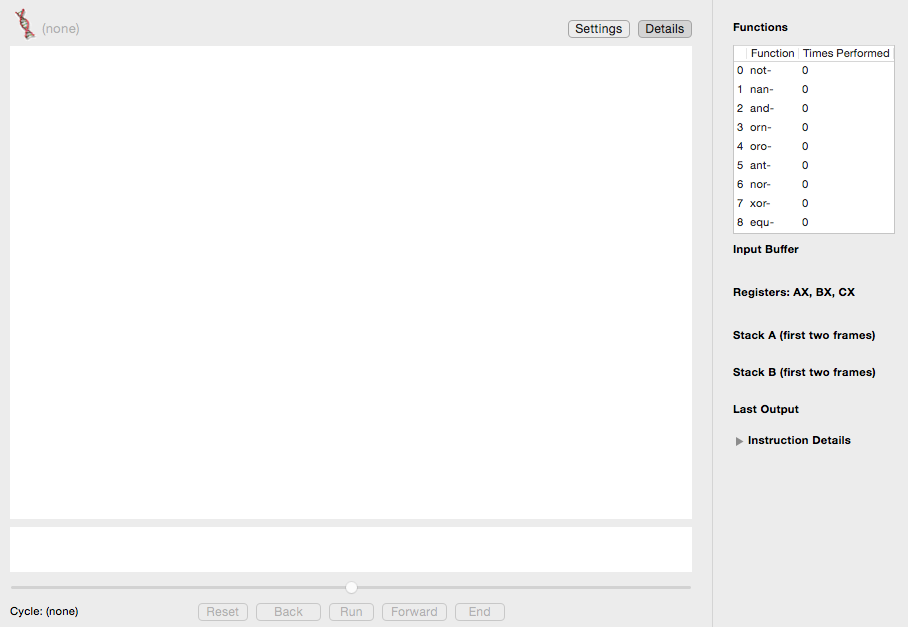 (none)
Settings
Details
Functions
Function Times Performed
0 not- 0
1 nan- 0
2 and- 0
3 orn- 0
4 oro- 0
5 ant- 0
6 nor- 0
7 xor- 0
8 equ- 0
Input Buffer
Registers: AX, BX, CX
Stack A (first two frames)
Stack B (first two frames)
Last Output
Instruction Details
Cycle: (none)
Reset
Back
Run
Forward
End